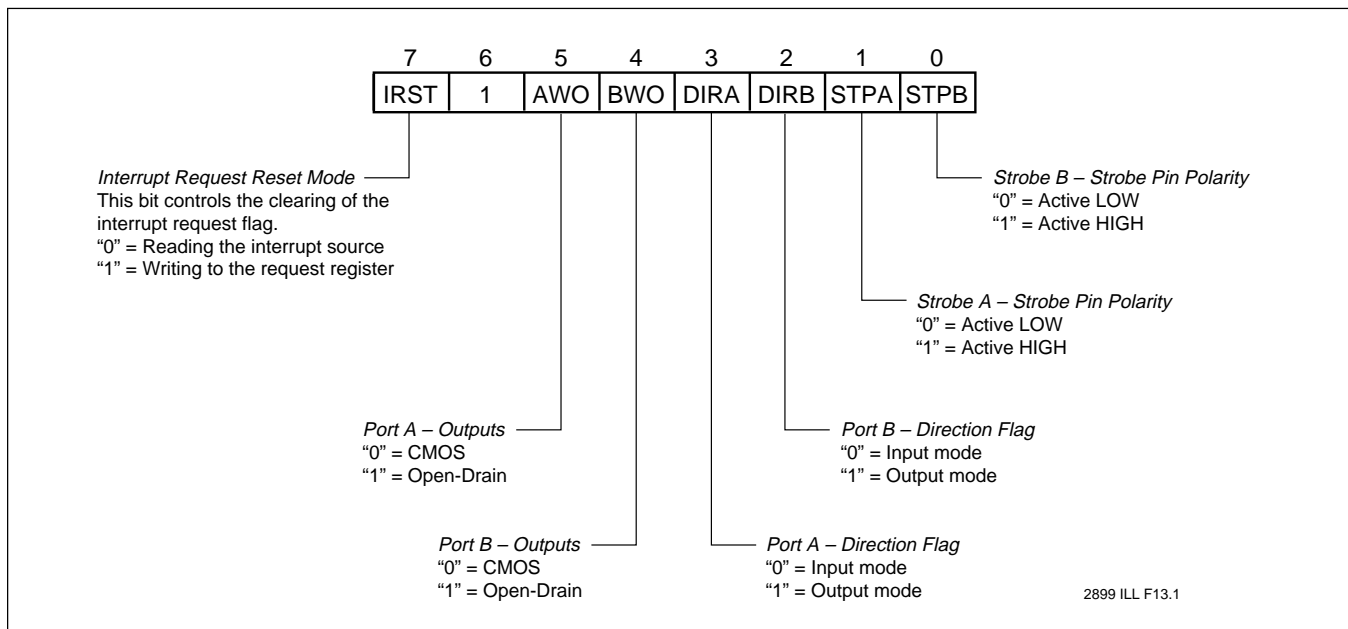 7 6 5 4 3 2 1 0
IRST 1 AWO BWO DIRA DIRB STPA STPB
Interrupt Request Reset Mode
This bit controls the clearing of the
interrupt request flag.
“0” = Reading the interrupt source
“1” = Writing to the request register
Strobe B – Strobe Pin Polarity
“0” = Active LOW
“1” = Active HIGH
Strobe A – Strobe Pin Polarity
“0” = Active LOW
“1” = Active HIGH
Port A – Outputs
“0” = CMOS
“1” = Open-Drain
Port B – Direction Flag
“0” = Input mode
“1” = Output mode
Port B – Outputs
“0” = CMOS
“1” = Open-Drain
Port A – Direction Flag
“0” = Input mode
“1” = Output mode
2899 ILL F13.1